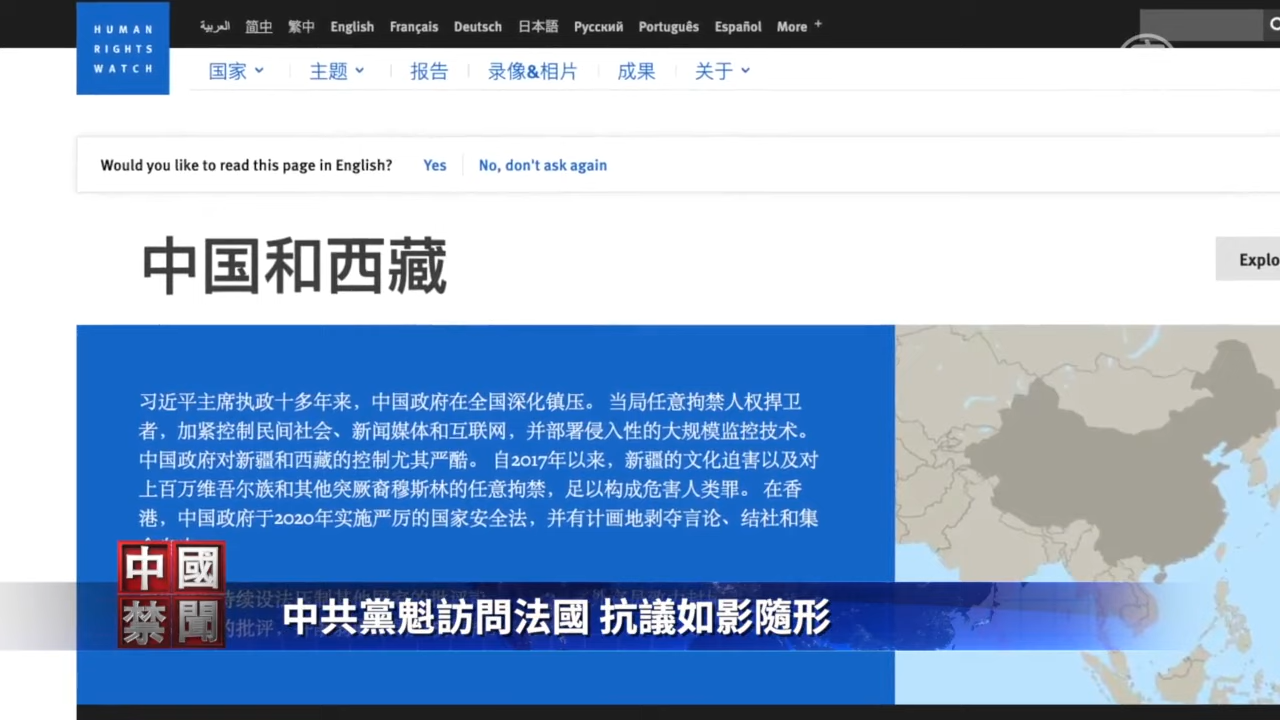 HUMAN
RIGHTS
WATCH
العربية 简中 繁中 English Français Deutsch 日本語 Русский Português Español More +
国家 主题 报告 录像&相片 成果 关于
Would you like to read this page in English? Yes No, don't ask again
中国和西藏
Explo
习近平主席执政十多年来，中国政府在全国深化镇压。当局任意拘禁人权捍卫
者，加紧控制民间社会、新闻媒体和互联网，并部署侵入性的大规模监控技术。
中国政府对新疆和西藏的控制尤其严酷。自2017年以来，新疆的文化迫害以及对
上百万维吾尔族和其他突厥裔穆斯林的任意拘禁，足以构成危害人类罪。在香
港，中国政府于2020年实施严厉的国家安全法，并有计画地剥夺言论、结社和集
中國
禁聞
中共黨魁訪問法國 抗議如影隨形
的批评，